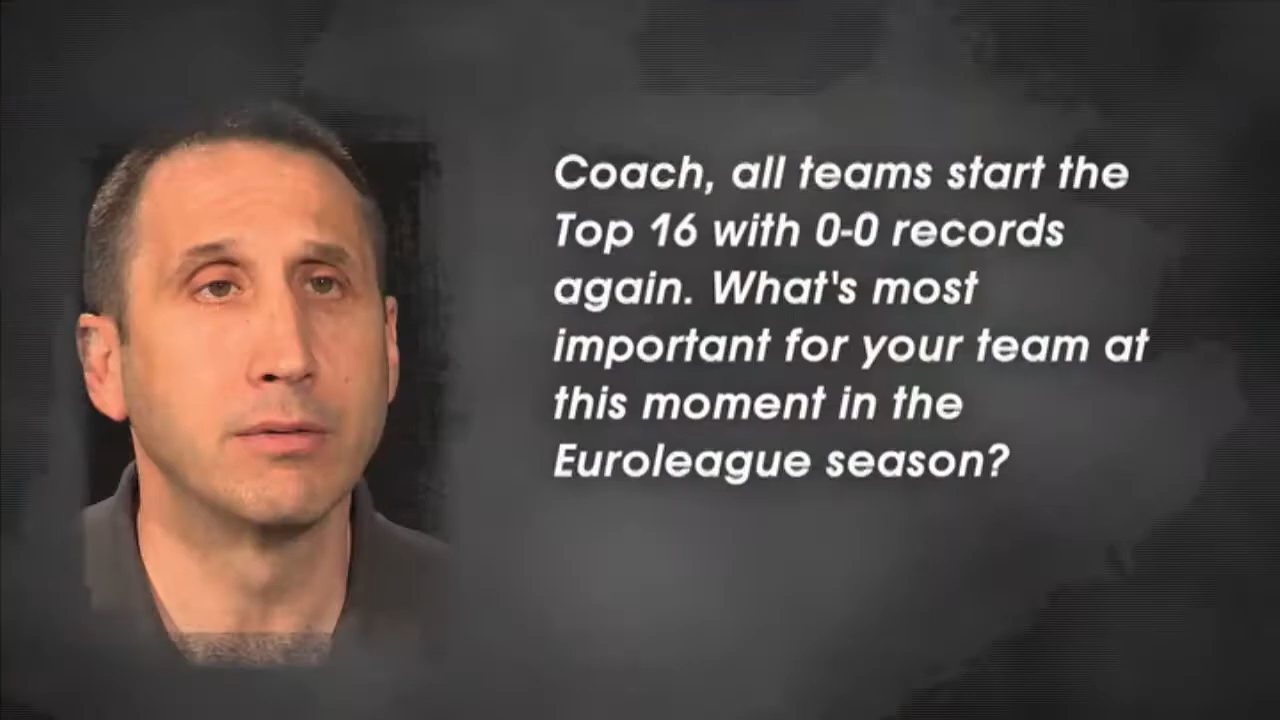 Coach, all teams start the
Top 16 with 0-0 records
again. What's most
important for your team at
this moment in the
Euroleague season?